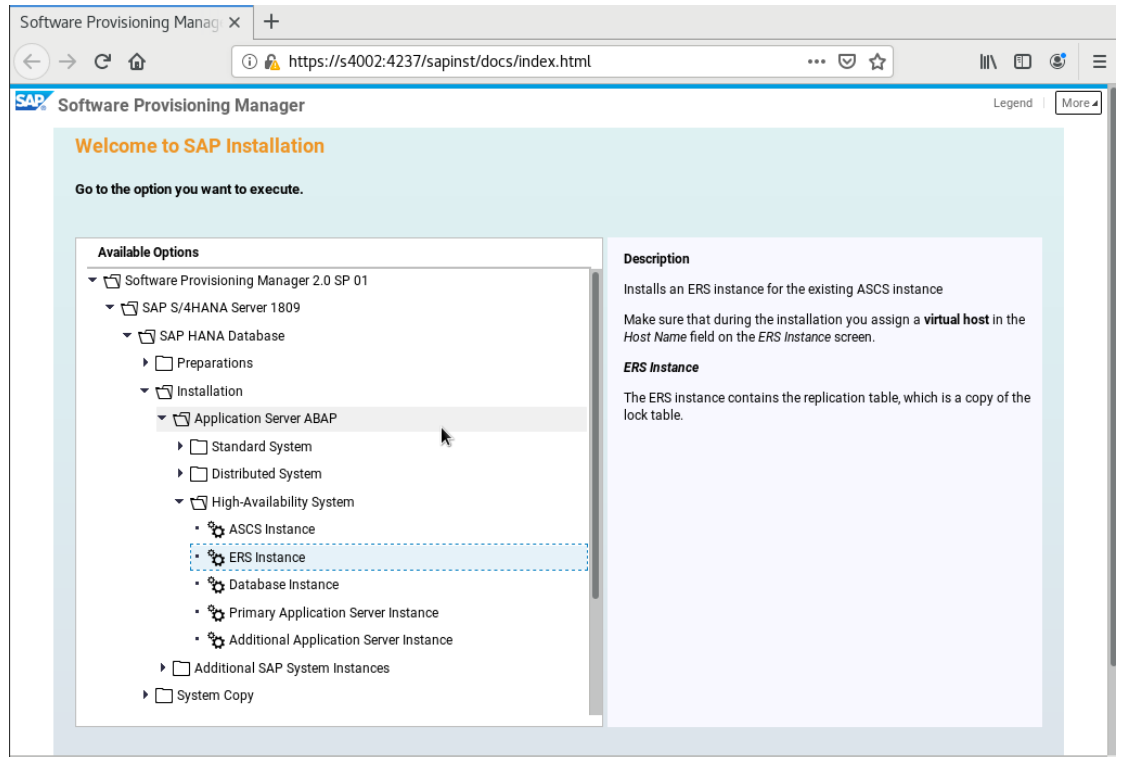 Software Provisioning Manag
https://s4002:4237/sapinst/docs/index.html
SAP Software Provisioning Manager
Legend
More
Welcome to SAP Installation
Go to the option you want to execute.
Available Options
Software Provisioning Manager 2.0 SP 01
SAP S/4HANA Server 1809
SAP HANA Database
Preparations
Installation
Application Server ABAP
Standard System
Distributed System
High-Availability System
ASCS Instance
ERS Instance
Database Instance
Primary Application Server Instance
Additional Application Server Instance
Additional SAP System Instances
System Copy
Description
Installs an ERS instance for the existing ASCS instance
Make sure that during the installation you assign a virtual host in the
Host Name field on the ERS Instance screen.
ERS Instance
The ERS instance contains the replication table, which is a copy of the
lock table.